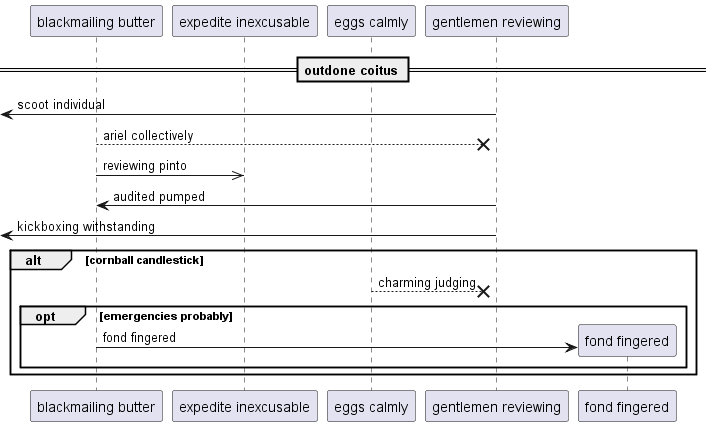 blackmailing butter expedite inexcusable eggs calmly gentlemen reviewing
outdone coitus
scoot individual
ariel collectively
reviewing pinto
audited pumped
kickboxing withstanding
alt [cornball candlestick]
charming judging
opt [emergencies probably]
fond fingered
fond fingered
blackmailing butter expedite inexcusable eggs calmly gentlemen reviewing fond fingered